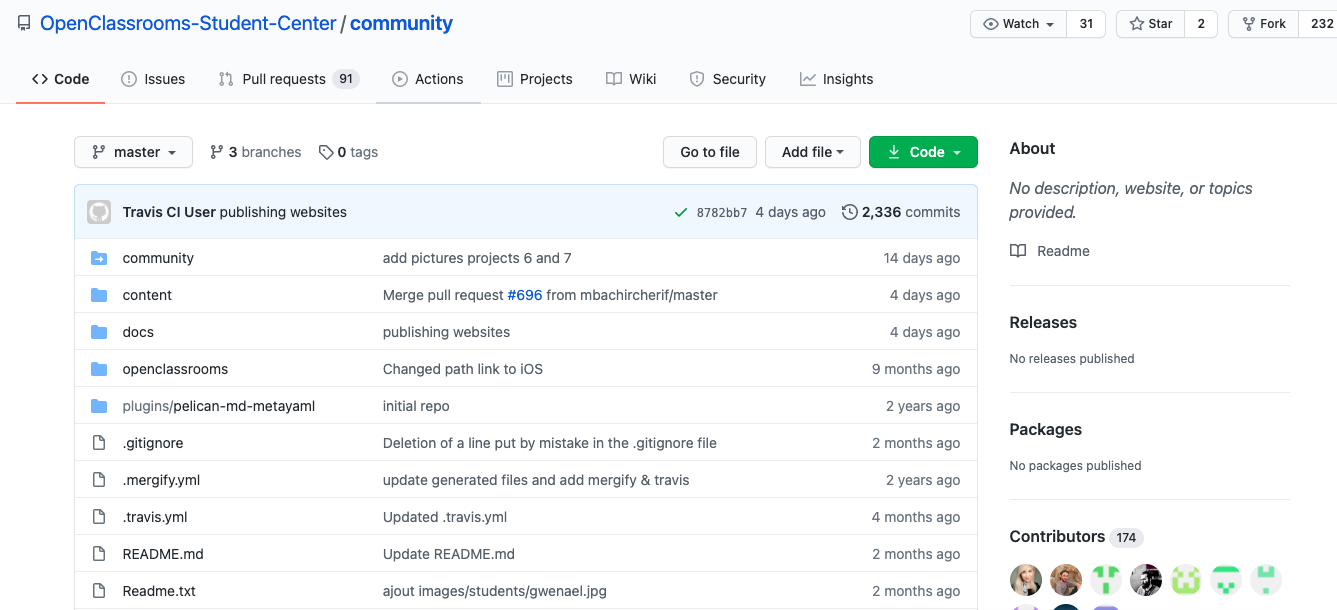 OpenClassrooms-Student-Center / community
Watch 31 Star 2 Fork 232
Code Issues Pull requests 91 Actions Projects Wiki Security Insights
master 3 branches 0 tags Go to file Add file Code
Travis CI User publishing websites 8782bb7 4 days ago 2,336 commits
community add pictures projects 6 and 7 14 days ago
content Merge pull request #696 from mbachircherif/master 4 days ago
docs publishing websites 4 days ago
openclassrooms Changed path link to iOS 9 months ago
plugins/pelican-md-metayaml initial repo 2 years ago
.gitignore Deletion of a line put by mistake in the .gitignore file 2 months ago
.mergify.yml update generated files and add mergify & travis 2 years ago
.travis.yml Updated .travis.yml 4 months ago
README.md Update README.md 2 months ago
Readme.txt ajout images/students/gwenael.jpg 2 months ago
About
No description, website, or topics
provided.
Readme
Releases
No releases published
Packages
No packages published
Contributors 174